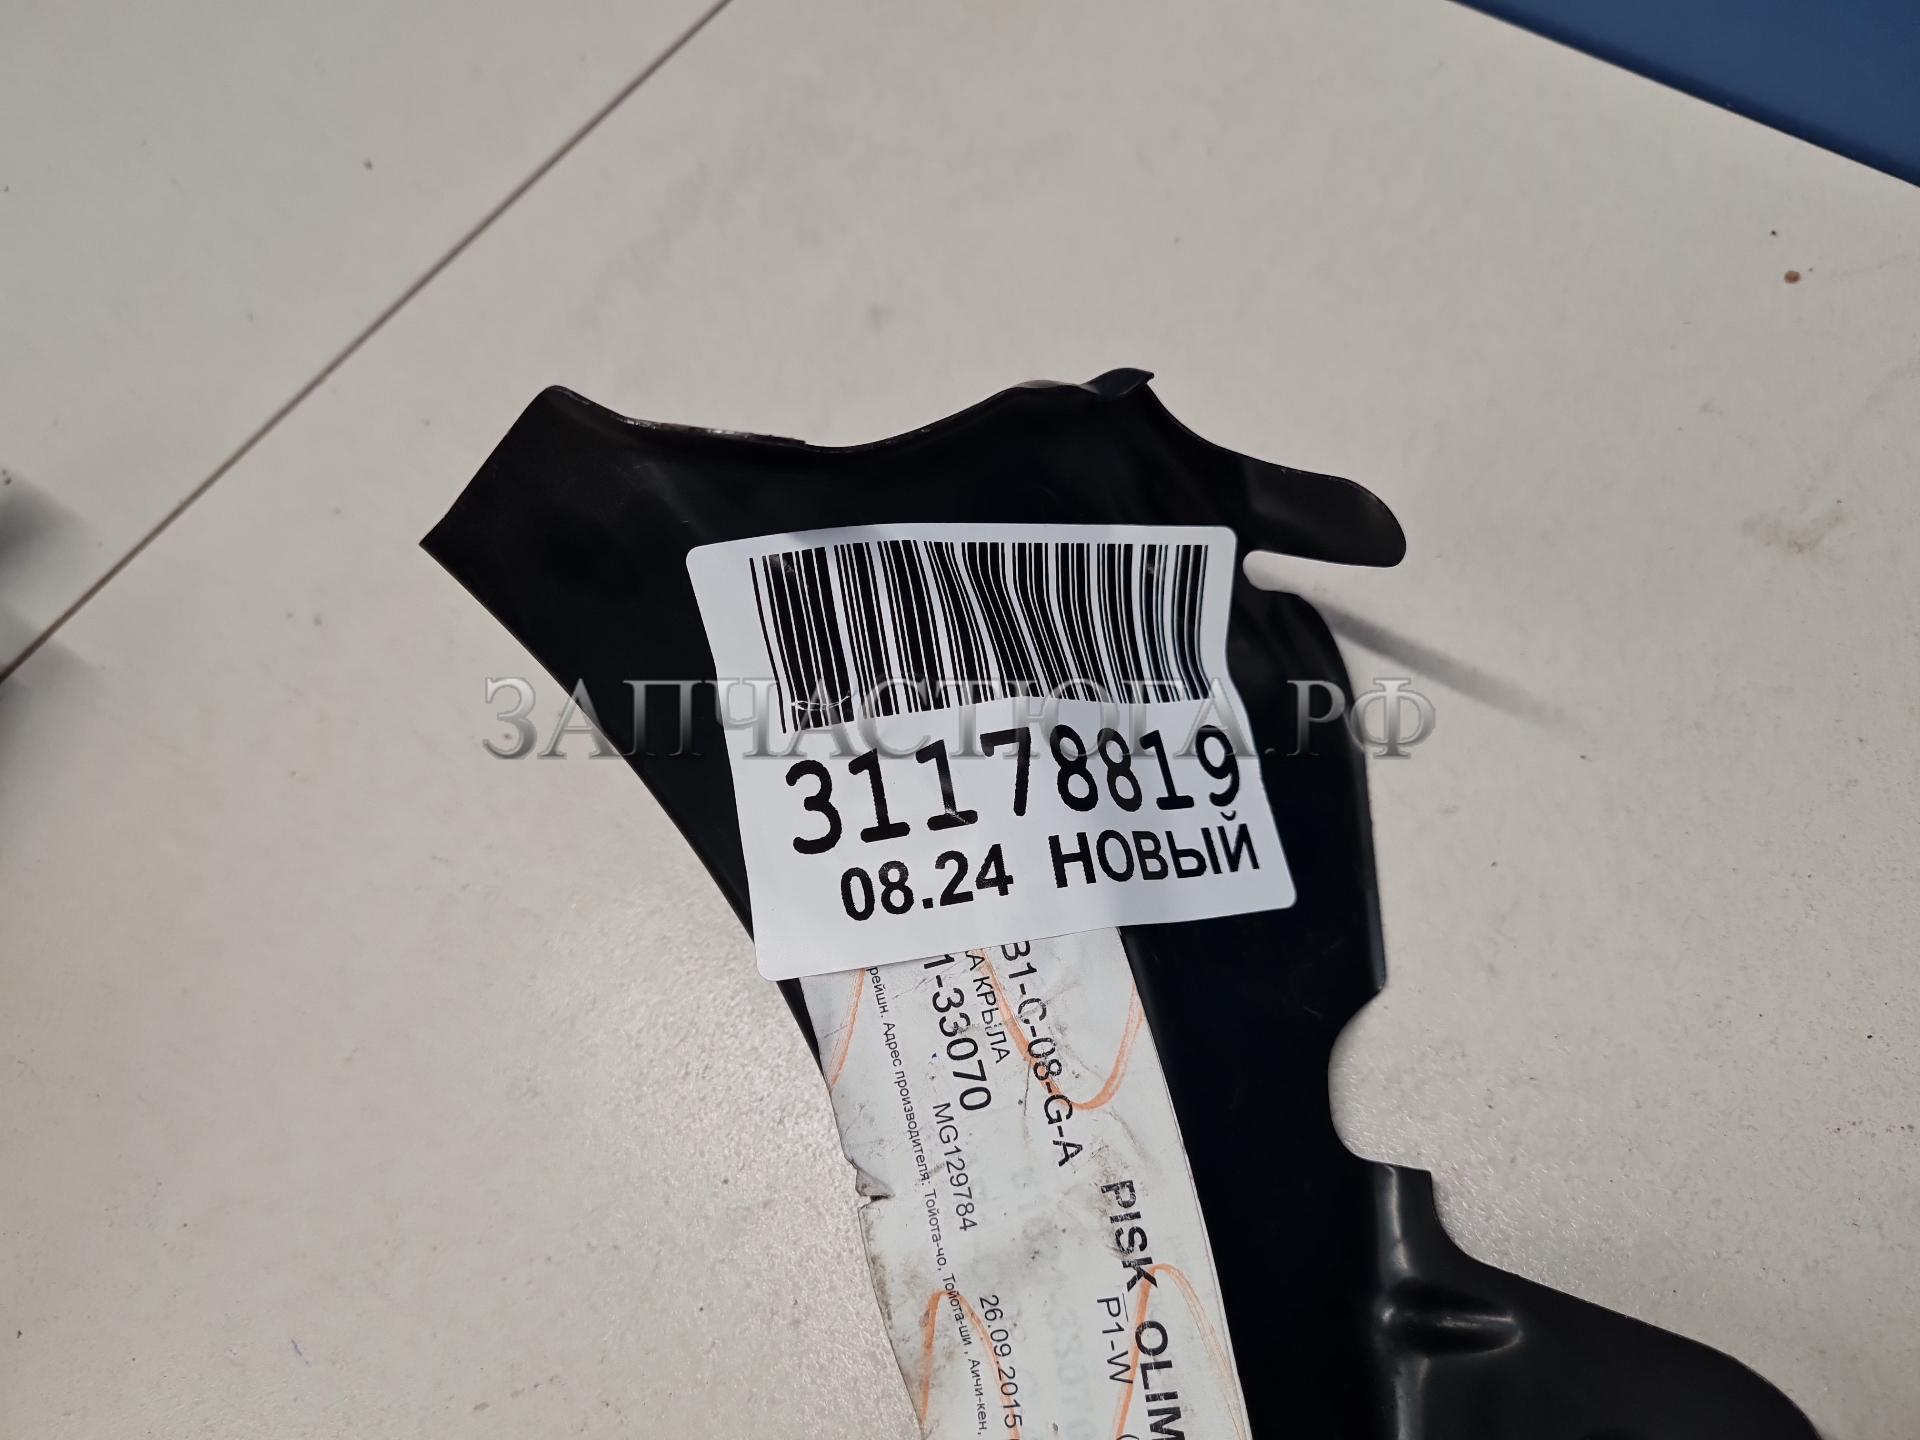 ЗАПЧАСТЮГА.РФ
31178819
08.24 НОВЫЙ
B1-C-08-G-A
А КРЫЛА
1-33070
MG129784
рейшн. Адрес производителя: Тойота-чо, Тойота-ши, Аичи-кен,
26.09.2015
PISK OLIM
P1-W